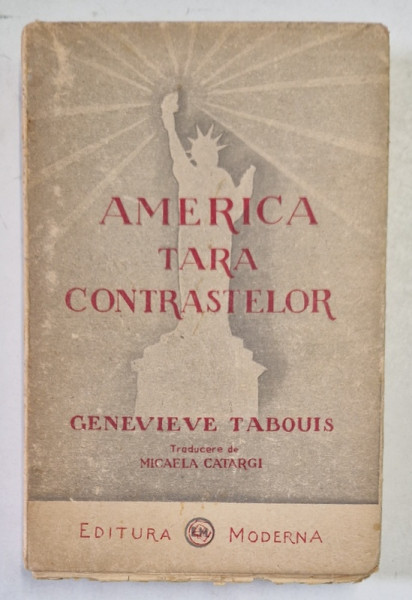 AMERICA
TARA
CONTRASTELOR
GENEVIEVE TABOUIS
Traducere de
MICAELA CATARGI
EDITURA EM MODERNA